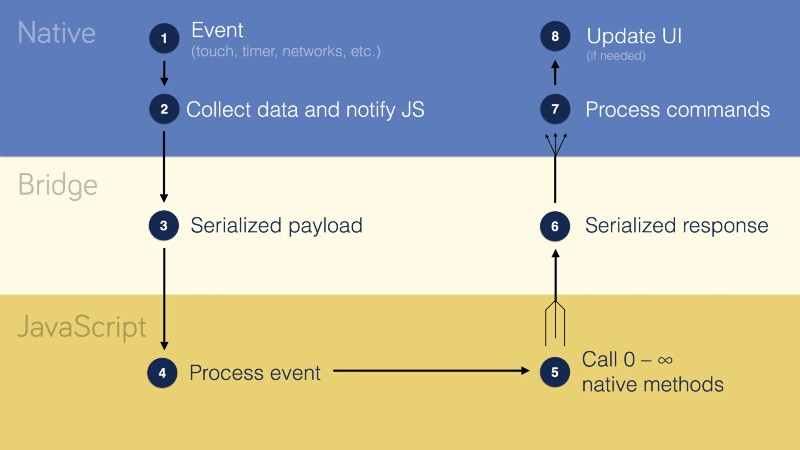 Native
1 Event
(touch, timer, networks, etc.)
2 Collect data and notify JS
8 Update UI
(if needed)
7 Process commands
Bridge
3 Serialized payload
6 Serialized response
JavaScript
4 Process event
5 Call 0 – ∞
native methods